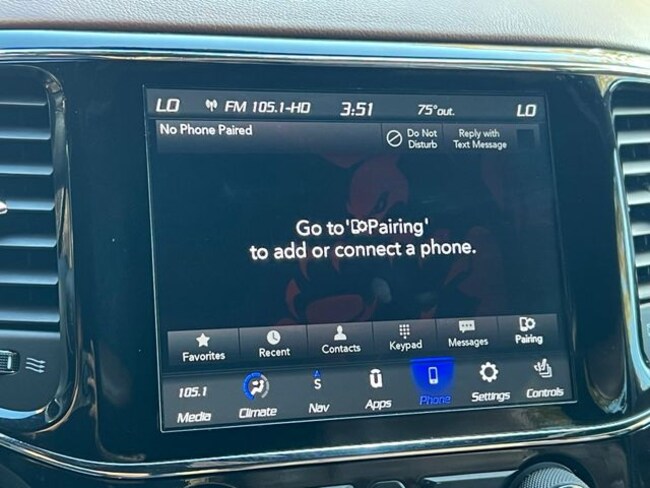 LO FM 105.1-HD 3:51 75°out. LO
No Phone Paired
Do Not
Disturb
Reply with
Text Message
Go to 'Pairing'
to add or connect a phone.
Favorites Recent Contacts Keypad Messages Pairing
105.1 S
Media Climate Nav Apps Phone Settings Controls